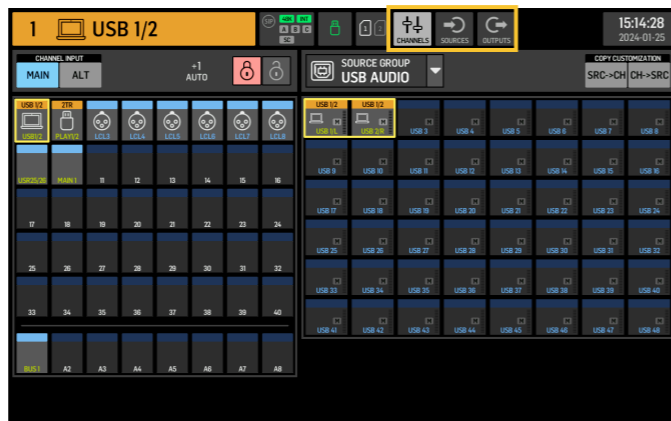 1 USB 1/2
SIP 48K INT
A B C
SC
1 2
CHANNELS SOURCES OUTPUTS
15:14:28
2024-01-25
CHANNEL INPUT
MAIN ALT
+1
AUTO
SOURCE GROUP
USB AUDIO
COPY CUSTOMIZATION
SRC->CH CH->SRC
USB 1/2 2TR
USB1/2 PLAY1/2 LCL3 LCL4 LCL5 LCL6 LCL7 LCL8
USB25/26 MAIN 1 11 12 13 14 15 16
17 18 19 20 21 22 23 24
25 26 27 28 29 30 31 32
33 34 35 36 37 38 39 40
BUS 1 A2 A3 A4 A5 A6 A7 A8
USB 1/2 USB 1/2
USB 1/L USB 2/R USB 3 USB 4 USB 5 USB 6 USB 7 USB 8
USB 9 USB 10 USB 11 USB 12 USB 13 USB 14 USB 15 USB 16
USB 17 USB 18 USB 19 USB 20 USB 21 USB 22 USB 23 USB 24
USB 25 USB 26 USB 27 USB 28 USB 29 USB 30 USB 31 USB 32
USB 33 USB 34 USB 35 USB 36 USB 37 USB 38 USB 39 USB 40
USB 41 USB 42 USB 43 USB 44 USB 45 USB 46 USB 47 USB 48